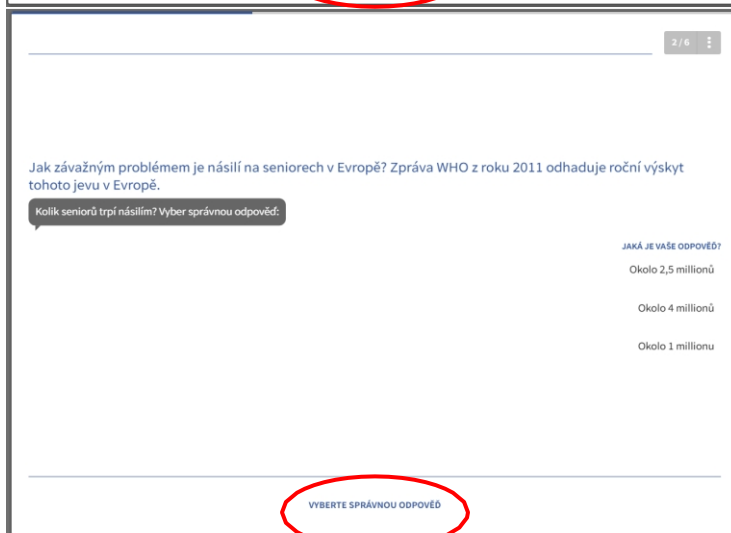 2/6
Jak závažným problémem je násilí na seniorech v Evropě? Zpráva WHO z roku 2011 odhaduje roční výskyt
tohoto jevu v Evropě.
Kolik seniorů trpí násilím? Vyber správnou odpověď:
JAKÁ JE VAŠE ODPOVĚĎ?
Okolo 2,5 millionů
Okolo 4 millionů
Okolo 1 millionu
VYBERTE SPRÁVNOU ODPOVĚĎ